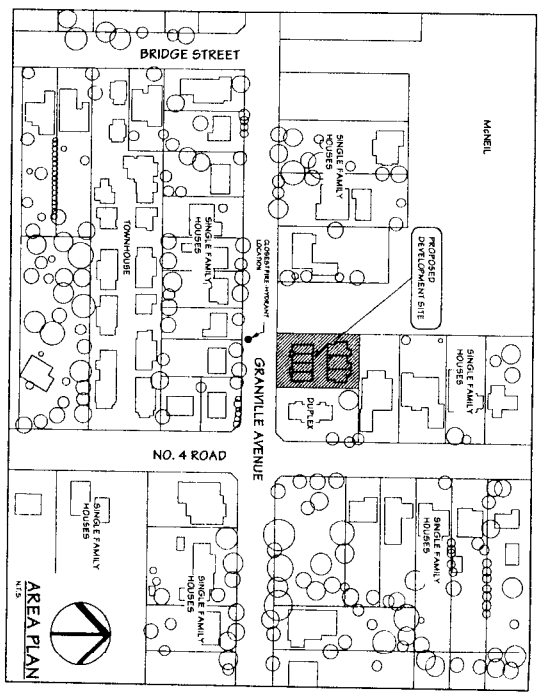 BRIDGE STREET
McNEIL
SINGLE FAMILY
HOUSES
PROPOSED
DEVELOPMENT SITE
TOWNHOUSE
SINGLE FAMILY
HOUSES
CLOSEST FIRE-HYDRANT
LOCATION
GRANVILLE AVENUE
DUPLEX
SINGLE FAMILY
HOUSES
NO. 4 ROAD
SINGLE FAMILY
HOUSES
SINGLE FAMILY
HOUSES
SINGLE FAMILY
HOUSES
AREA PLAN
N.T.S.